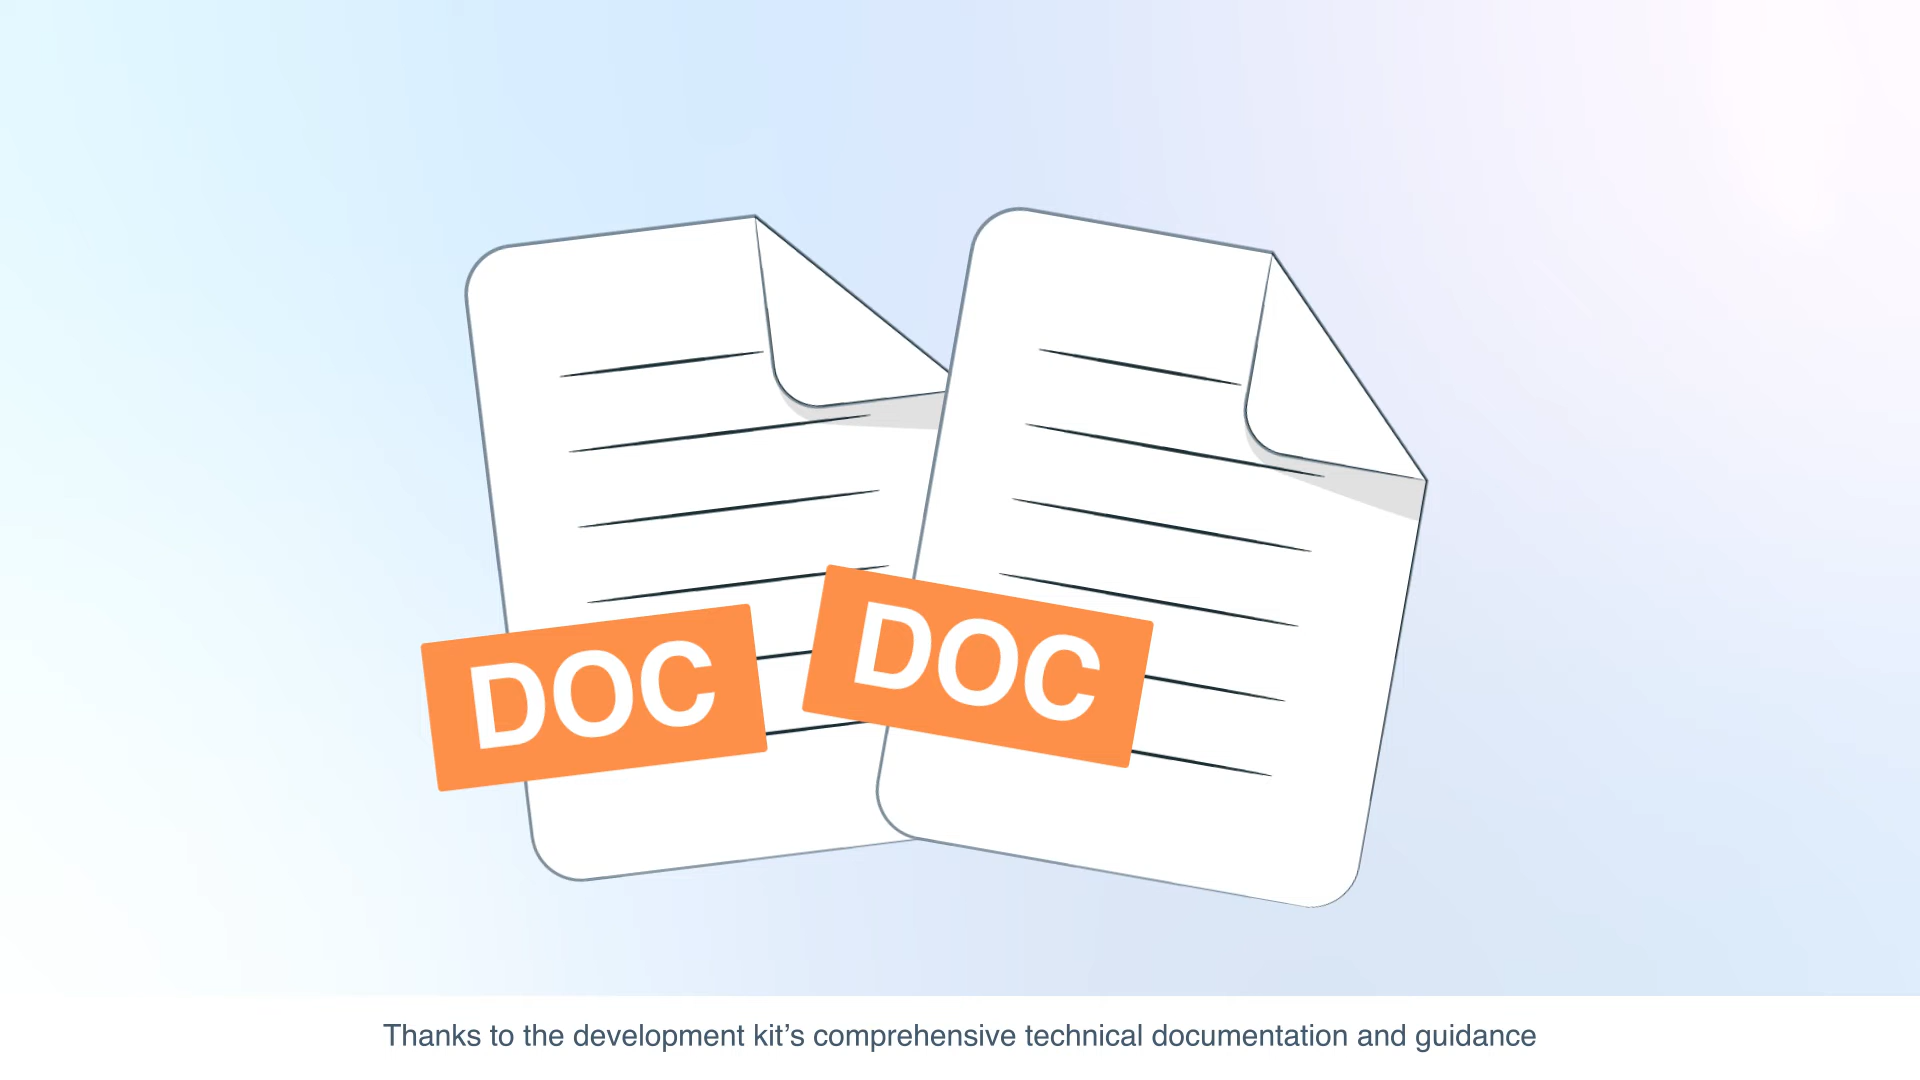 DOC
DOC
Thanks to the development kit’s comprehensive technical documentation and guidance